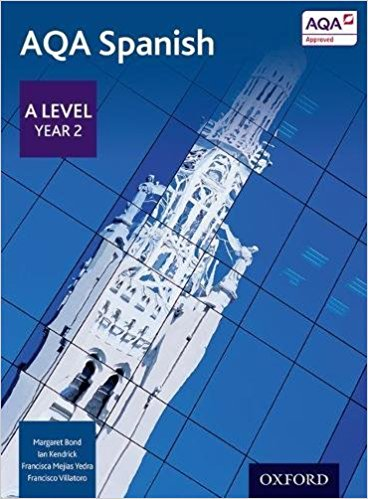 AQA Spanish
AQA
Approved
A LEVEL
YEAR 2
Margaret Bond
Ian Kendrick
Francisca Mejías Yedra
Francisco Villatoro
OXFORD